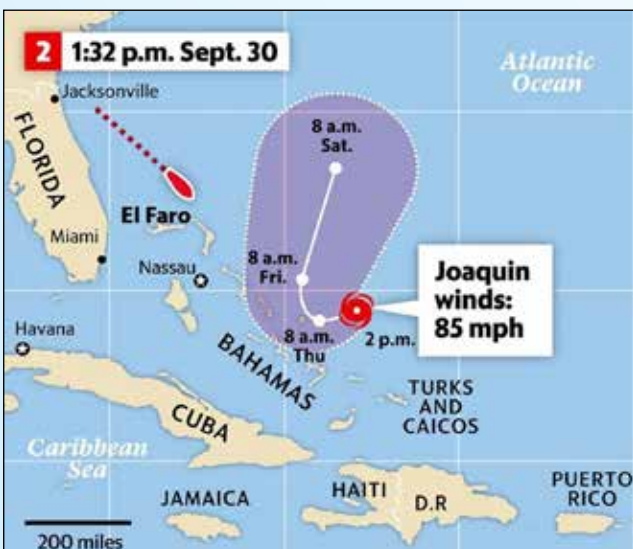 2 1:32 p.m. Sept. 30
Atlantic
Ocean
Jacksonville
FLORIDA
8 a.m.
Sat.
El Faro
Miami
Nassau
8 a.m.
Fri.
Joaquin
winds:
85 mph
8 a.m.
Thu
2 p.m.
Havana
BAHAMAS
TURKS
AND
CAICOS
CUBA
Caribbean
Sea
JAMAICA
HAITI
D.R
PUERTO
RICO
200 miles